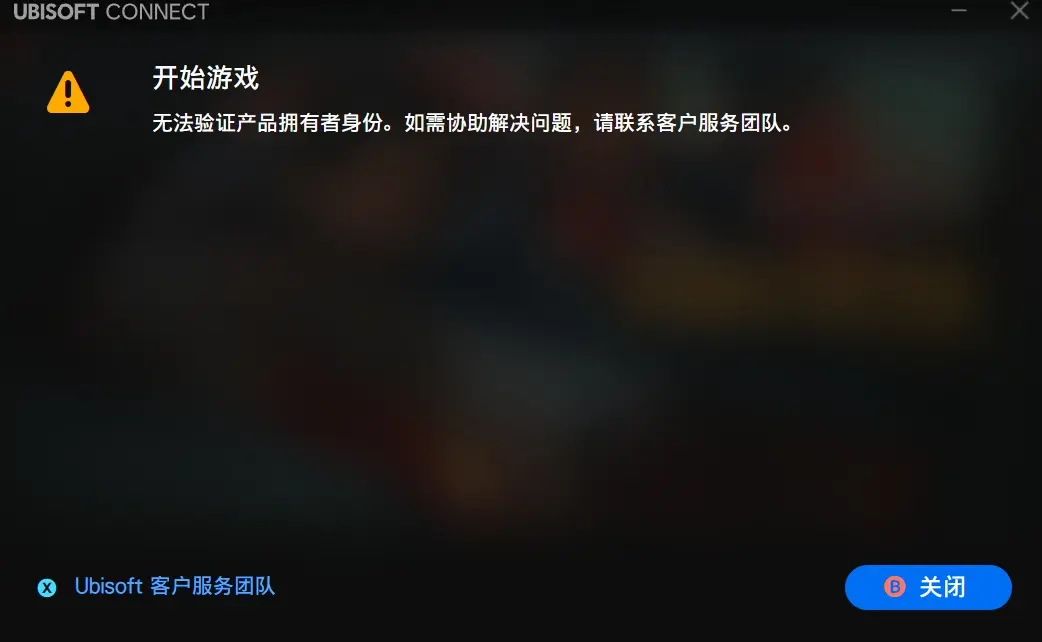 UBISOFT CONNECT
开始游戏
无法验证产品拥有者身份。如需协助解决问题，请联系客户服务团队。
X Ubisoft 客户服务团队
B 关闭